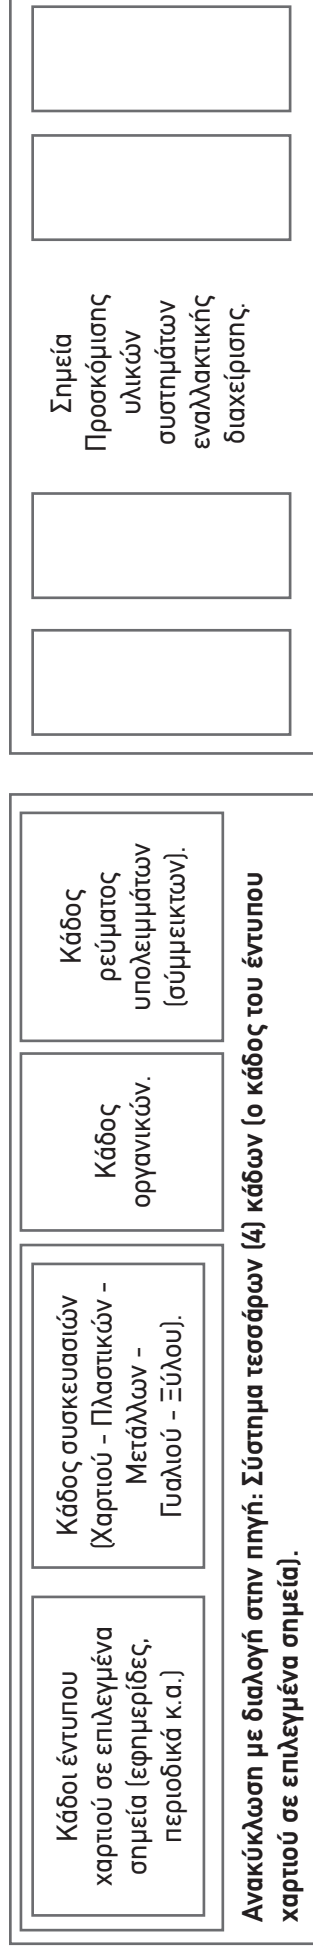 Κάδοι έντυπου
χαρτιού σε επιλεγμένα
σημεία (εφημερίδες,
περιοδικά κ.α.)
Κάδος συσκευασιών
(Χαρτιού – Πλαστικών –
Μετάλλων –
Γυαλιού – Ξύλου).
Κάδος
οργανικών.
Κάδος
ρεύματος
υπολειμμάτων
(σύμμεικτων).
Ανακύκλωση με διαλογή στην πηγή: Σύστημα τεσσάρων (4) κάδων (ο κάδος του έντυπου
χαρτιού σε επιλεγμένα σημεία).
Σημεία
Προσκόμισης
υλικών
συστημάτων
εναλλακτικής
διαχείρισης.